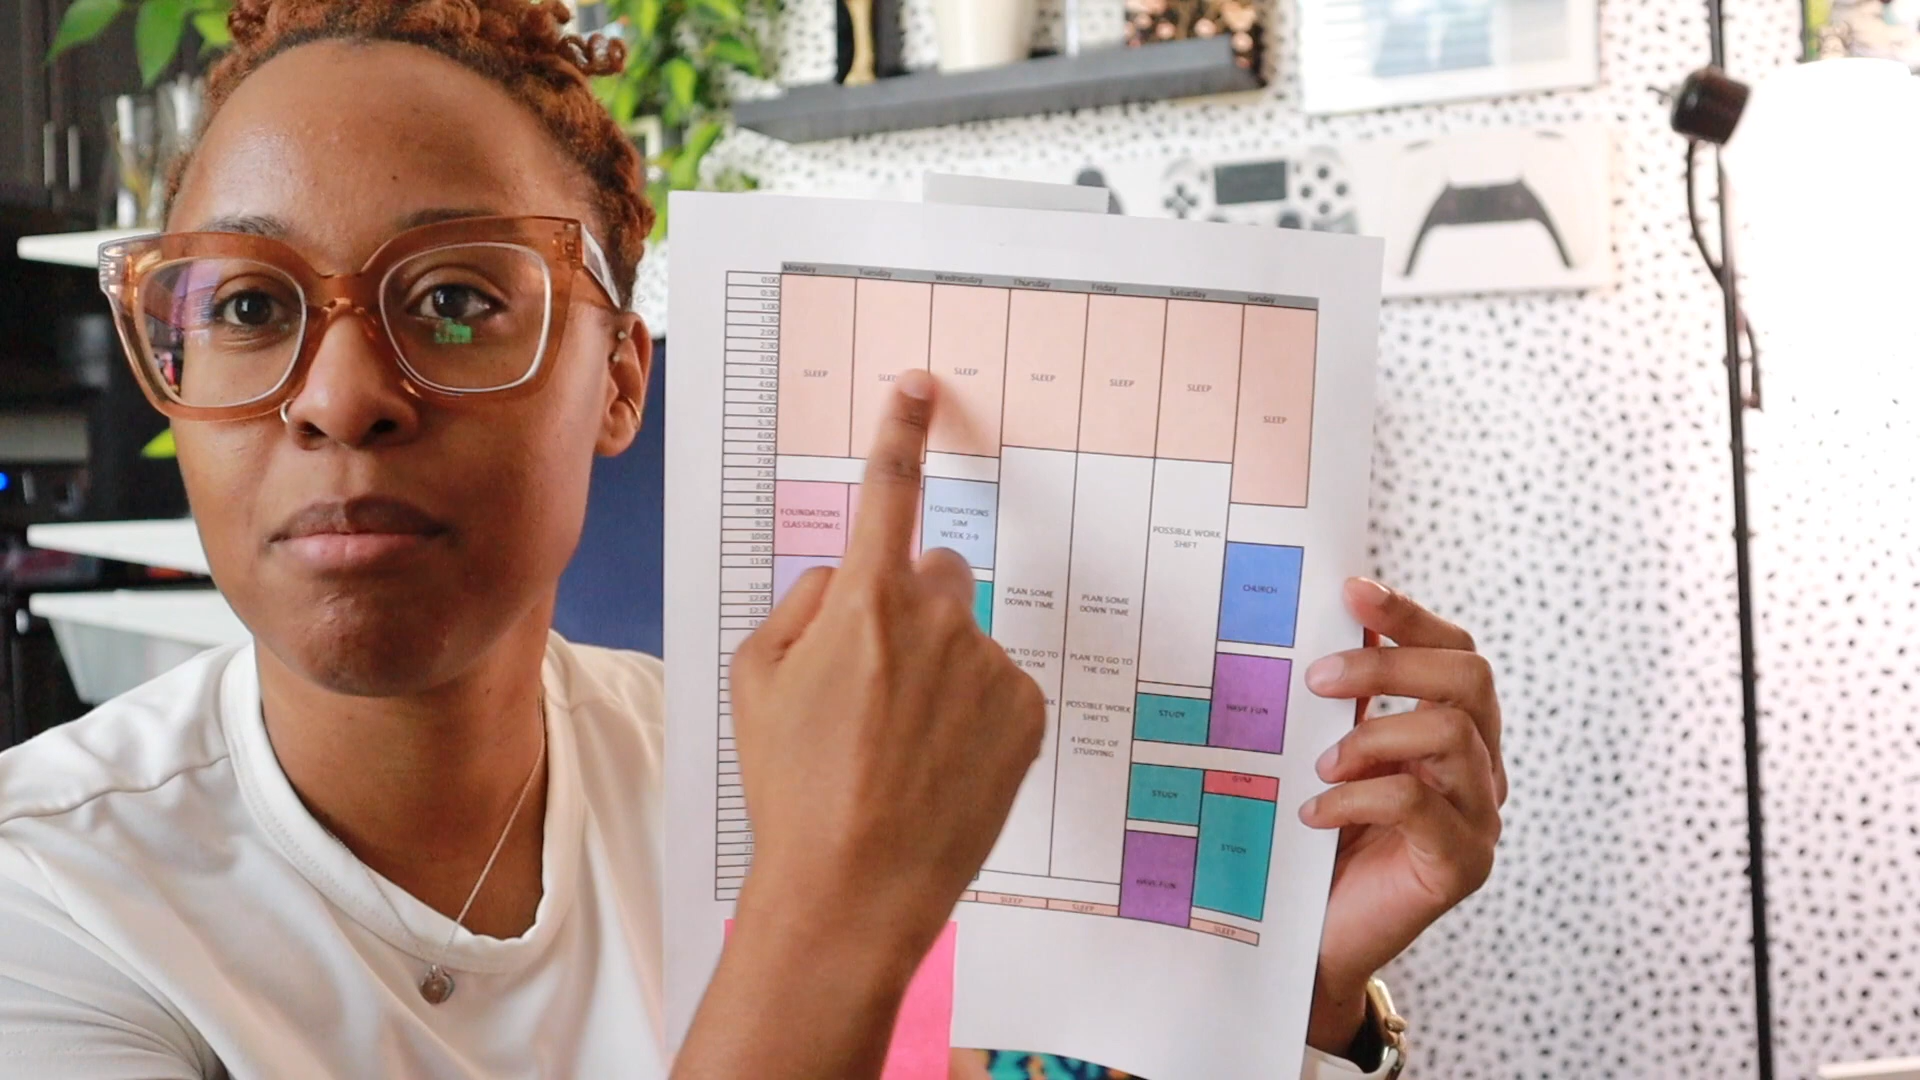 Monday Tuesday Wednesday Thursday Friday Saturday Sunday
0:00
0:30
1:00
1:30
2:00
2:30
3:00
3:30
4:00
4:30
5:00
5:30
6:00
6:30
7:00
7:30
8:00
8:30
9:00
9:30
10:00
10:30
11:00
11:30
12:00
12:30
SLEEP
SLEEP
SLEEP
SLEEP
SLEEP
SLEEP
FOUNDATIONS
CLASSROOM C
FOUNDATIONS
SIM
WEEK 2-9
PLAN SOME
DOWN TIME
TO GO TO
GYM
PLAN SOME
DOWN TIME
PLAN TO GO TO
THE GYM
POSSIBLE WORK
SHIFTS
4 HOURS OF
STUDYING
POSSIBLE WORK
SHIFT
STUDY
STUDY
HAVE FUN
CHURCH
HAVE FUN
GYM
STUDY
SLEEP
SLEEP
SLEEP